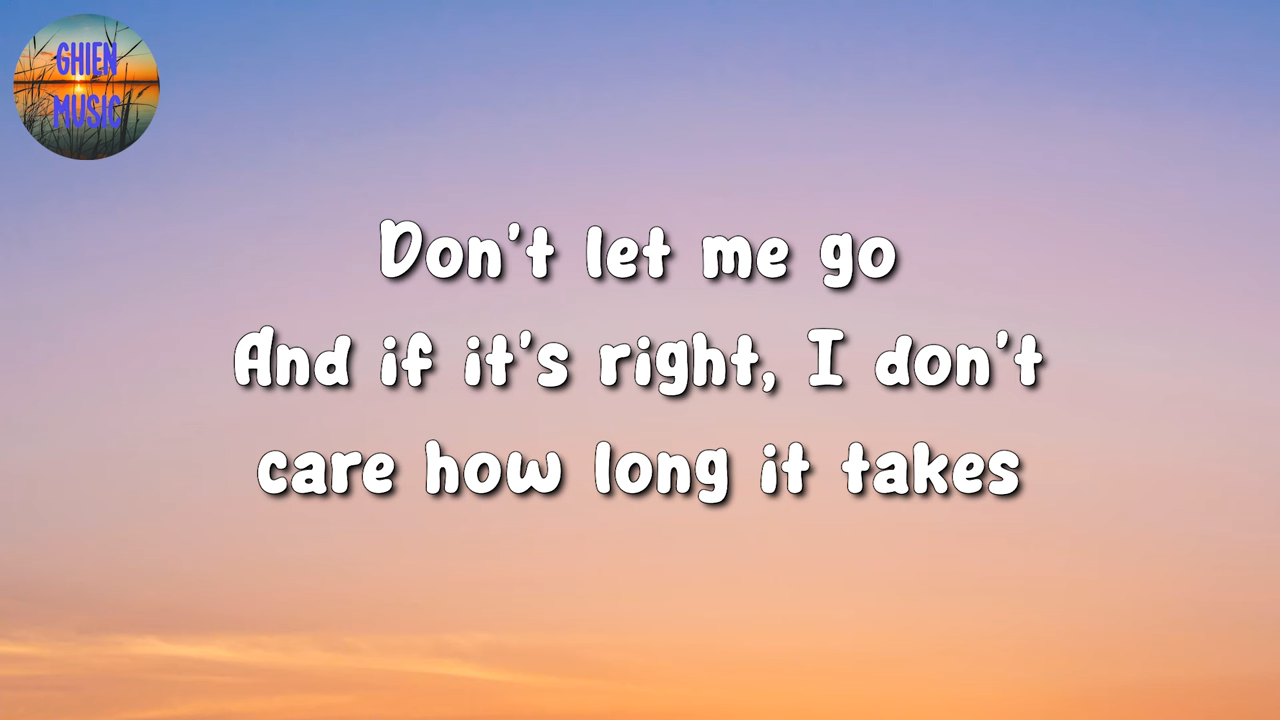 GHIEN
MUSIC
Don't let me go
And if it's right, I don't
care how long it takes